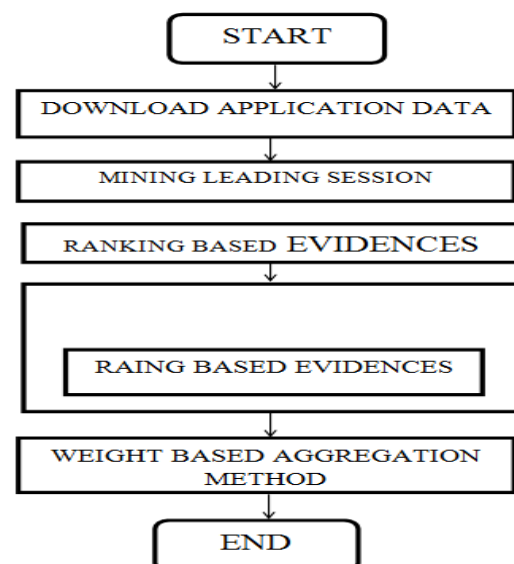 START
DOWNLOAD APPLICATION DATA
MINING LEADING SESSION
RANKING BASED EVIDENCES
RAING BASED EVIDENCES
WEIGHT BASED AGGREGATION
METHOD
END